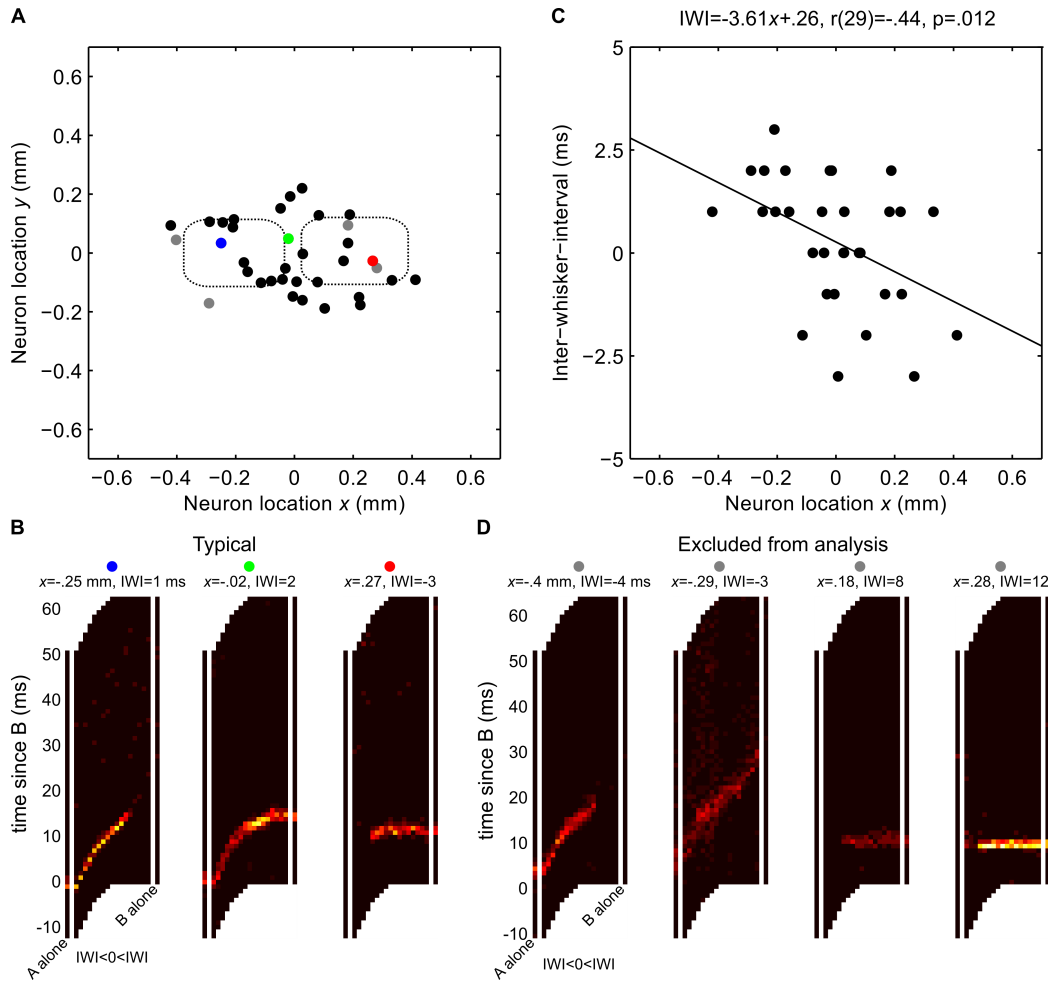 A
0.6
0.4
0.2
0
−0.2
−0.4
−0.6
Neuron location y (mm)
−0.6 −0.4 −0.2 0 0.2 0.4 0.6
Neuron location x (mm)
C
IWI=-3.61x+.26, r(29)=-.44, p=.012
5
2.5
0
−2.5
−5
Inter−whisker−interval (ms)
−0.6 −0.4 −0.2 0 0.2 0.4 0.6
Neuron location x (mm)
B
Typical
x=-.25 mm, IWI=1 ms x=-.02, IWI=2 x=.27, IWI=-3
60
50
40
30
20
10
0
-10
time since B (ms)
A alone
B alone
IWI<0<IWI
D
Excluded from analysis
x=-.4 mm, IWI=-4 ms x=-.29, IWI=-3 x=.18, IWI=8 x=.28, IWI=12
60
50
40
30
20
10
0
-10
time since B (ms)
A alone
B alone
IWI<0<IWI